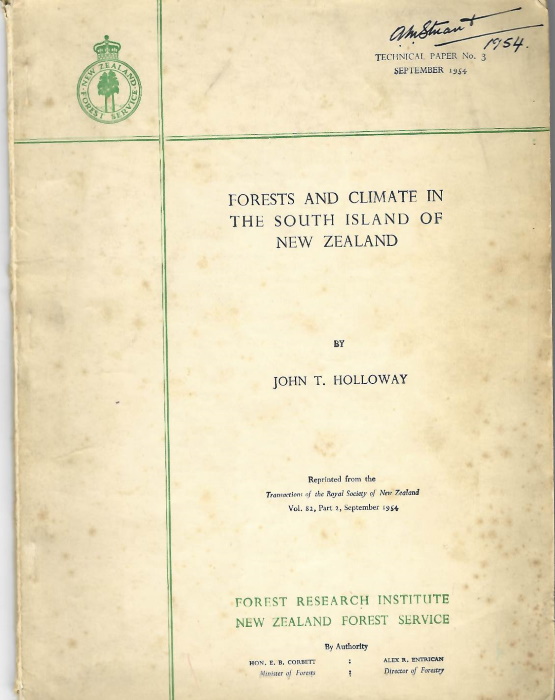 AMStuart
1954.
TECHNICAL PAPER No. 3
SEPTEMBER 1954
NEW ZEALAND
FOREST SERVICE
FORESTS AND CLIMATE IN
THE SOUTH ISLAND OF
NEW ZEALAND
BY
JOHN T. HOLLOWAY
Reprinted from the
Transactions of the Royal Society of New Zealand
Vol. 82, Part 2, September 1954
FOREST RESEARCH INSTITUTE
NEW ZEALAND FOREST SERVICE
By Authority
HON. E. B. CORBETT : ALEX R. ENTRICAN
Minister of Forests : Director of Forestry